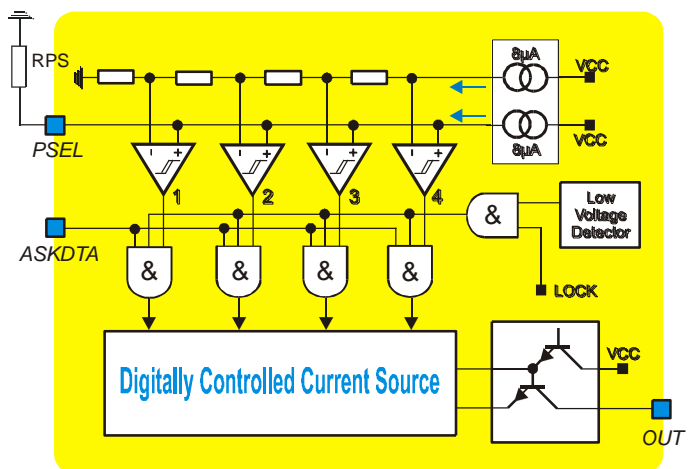 RPS
8µA
VCC
PSEL
8µA
VCC
- + - + - + - +
1 2 3 4
ASKDTA
&
Low
Voltage
Detector
& & & &
LOCK
Digitally Controlled Current Source
VCC
OUT